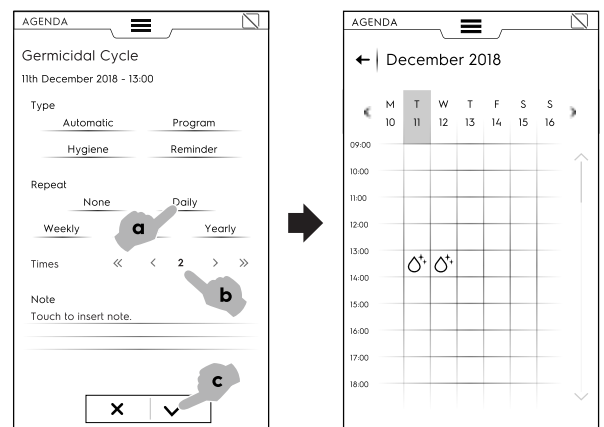 AGENDA
Germicidal Cycle
11th December 2018 - 13:00
Type
Automatic Program
Hygiene Reminder
Repeat
None Daily
Weekly Yearly
a
Times « < 2 > »
b
Note
Touch to insert note.
c
AGENDA
December 2018
M T W T F S S
10 11 12 13 14 15 16
09:00
10:00
11:00
12:00
13:00
14:00
15:00
16:00
17:00
18:00